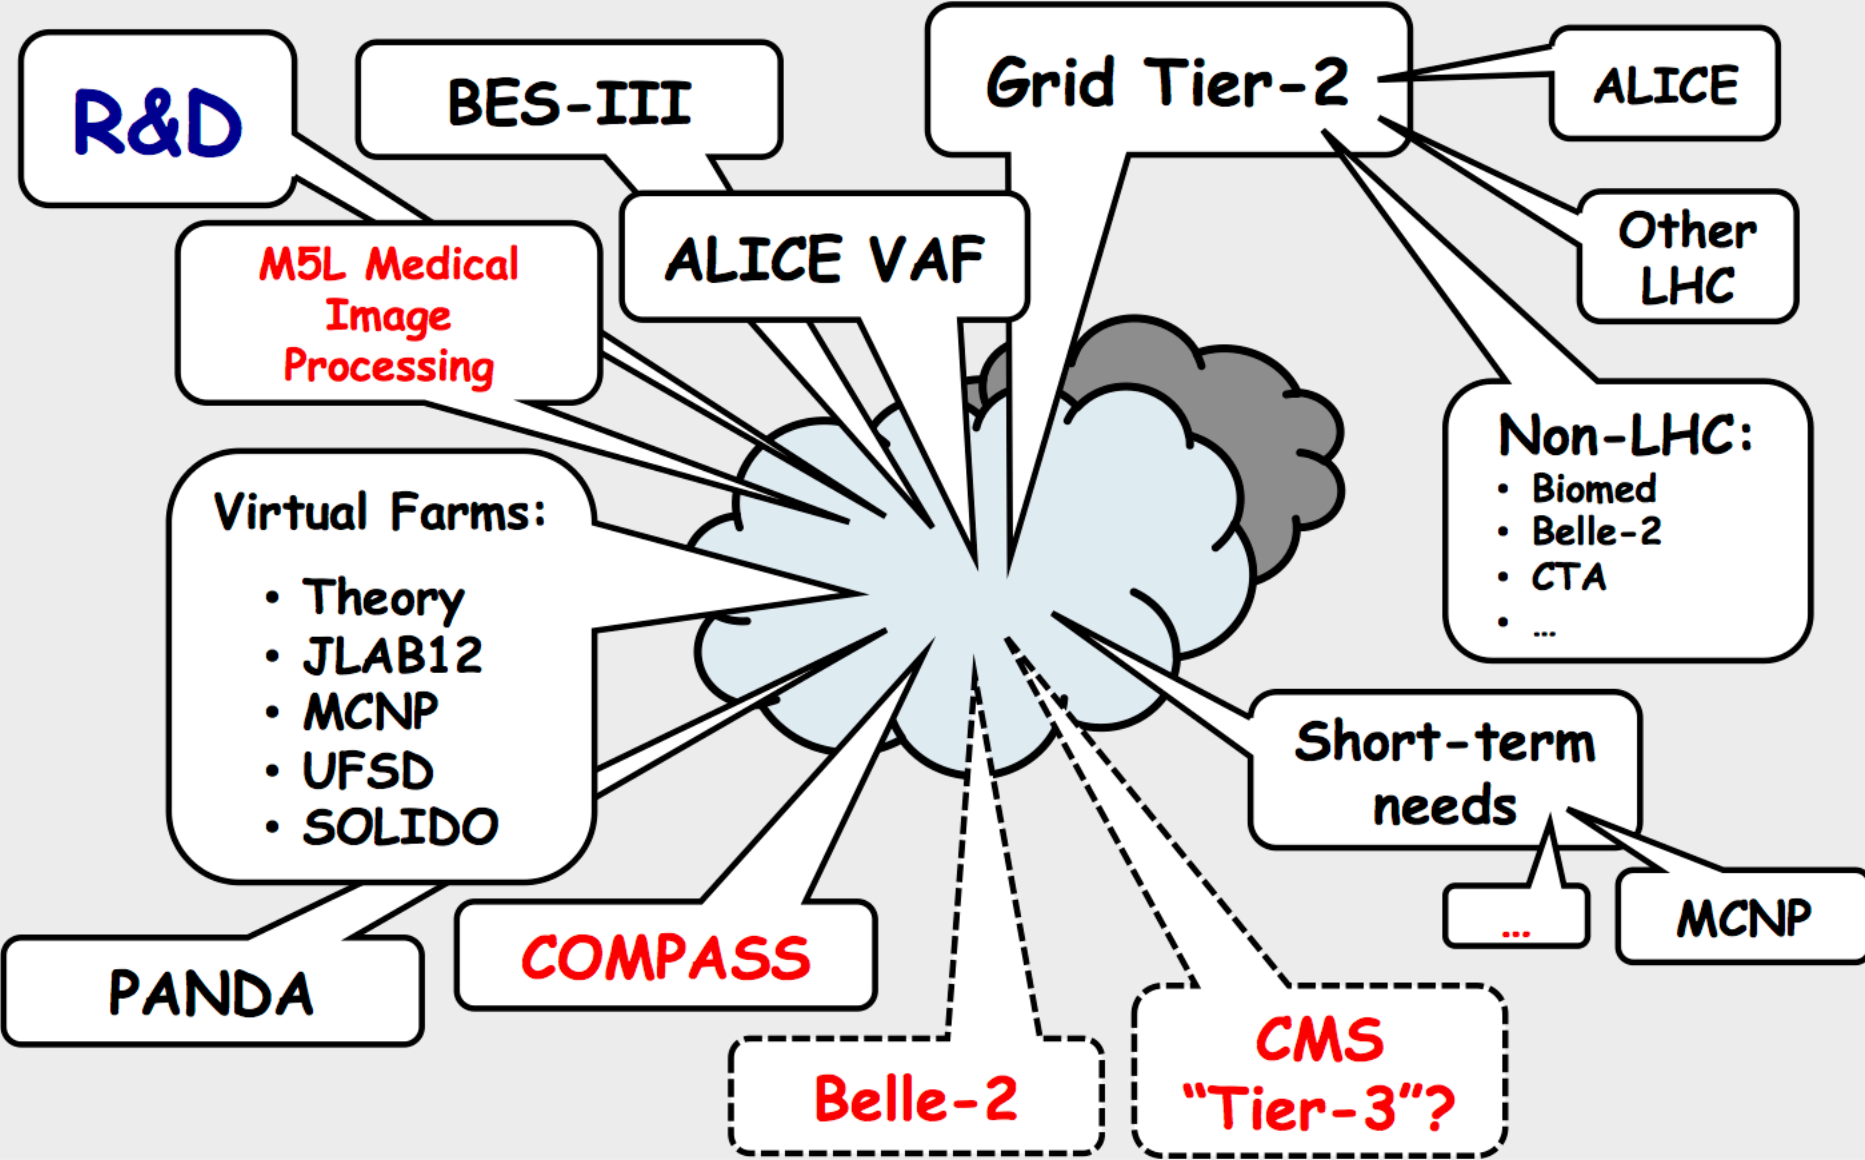 R&D
BES-III
Grid Tier-2
ALICE
M5L Medical
Image
Processing
ALICE VAF
Other
LHC
Non-LHC:
• Biomed
• Belle-2
• CTA
• ...
Virtual Farms:
• Theory
• JLAB12
• MCNP
• UFSD
• SOLIDO
Short-term
needs
...
MCNP
PANDA
COMPASS
Belle-2
CMS
“Tier-3”?